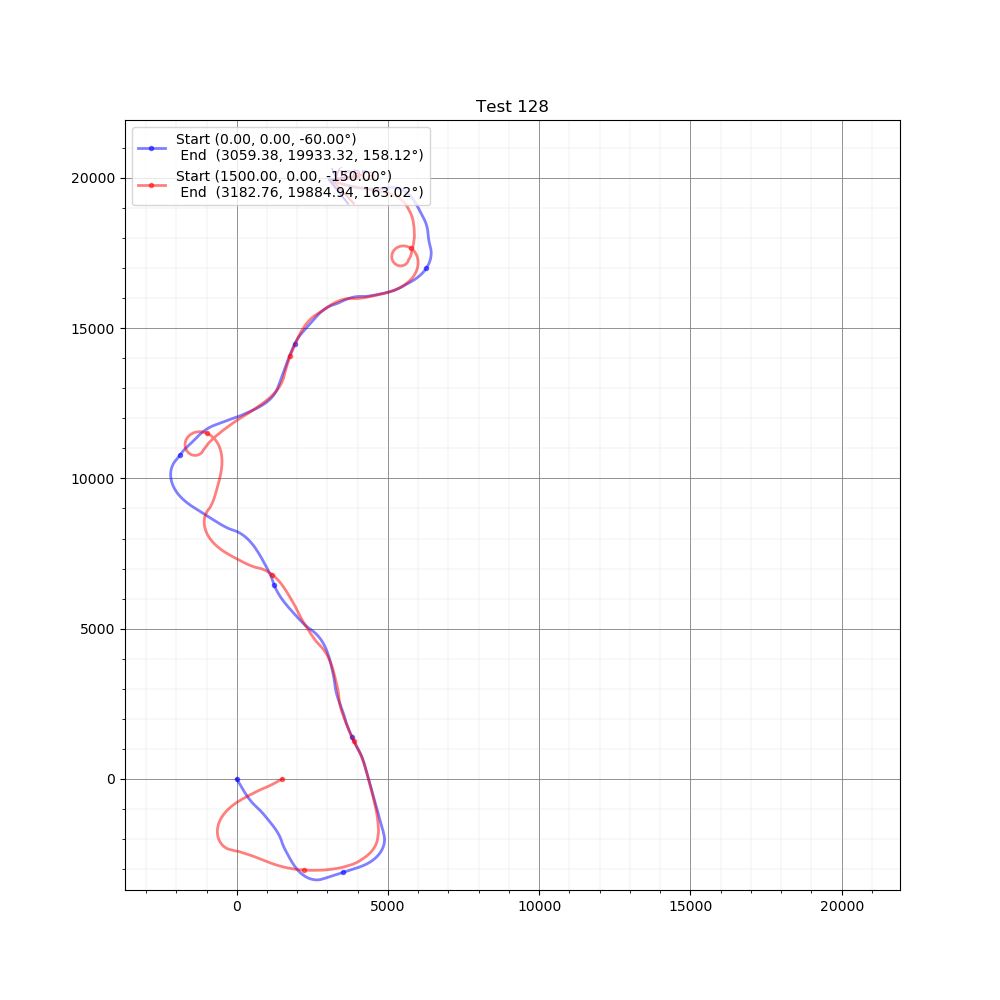 Test 128
Start (0.00, 0.00, -60.00°)
End  (3059.38, 19933.32, 158.12°)
Start (1500.00, 0.00, -150.00°)
End  (3182.76, 19884.94, 163.02°)
20000
15000
10000
5000
0
0
5000
10000
15000
20000